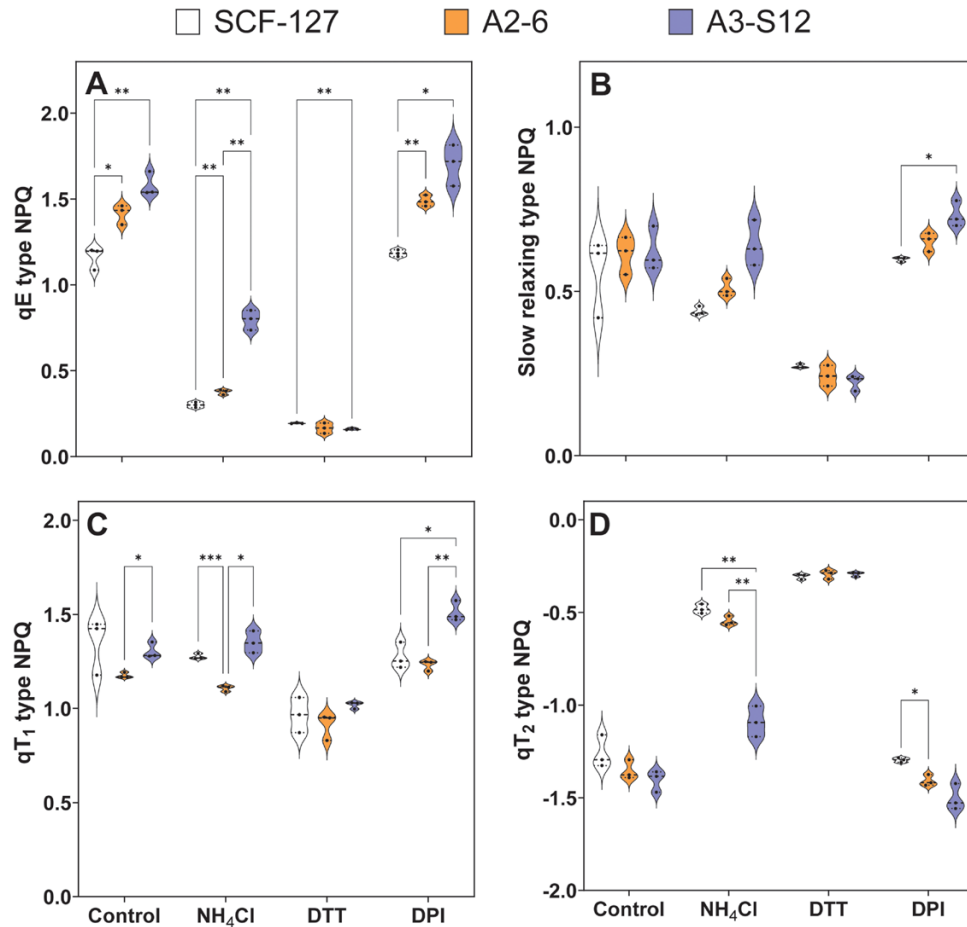 SCF-127 A2-6 A3-S12
A
qE type NPQ
2.0
1.5
1.0
0.5
0.0
** * ** ** ** ** * **
B
Slow relaxing type NPQ
1.0
0.5
0.0
*
C
qT1 type NPQ
2.0
1.5
1.0
0.5
0.0
* *** * * **
Control NH4Cl DTT DPI
D
qT2 type NPQ
0.0
-0.5
-1.0
-1.5
-2.0
** ** *
Control NH4Cl DTT DPI